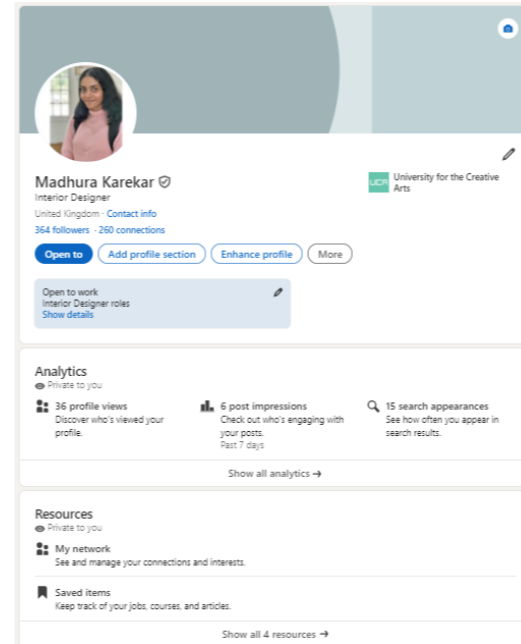 Madhura Karekar
Interior Designer
United Kingdom · Contact info
364 followers · 260 connections
UCA
University for the Creative
Arts
Open to
Add profile section
Enhance profile
More
Open to work
Interior Designer roles
Show details
Analytics
Private to you
36 profile views
Discover who's viewed your
profile.
6 post impressions
Check out who's engaging with
your posts.
Past 7 days
15 search appearances
See how often you appear in
search results.
Show all analytics →
Resources
Private to you
My network
See and manage your connections and interests.
Saved items
Keep track of your jobs, courses, and articles.
Show all 4 resources →